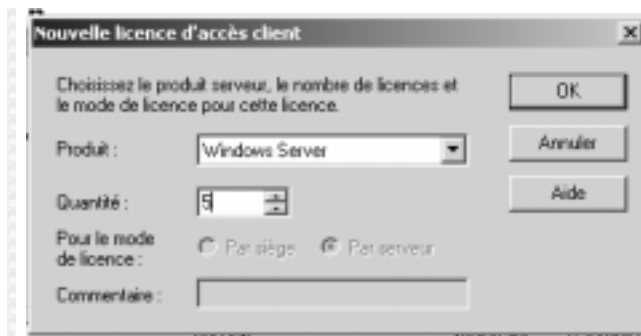 Nouvelle licence d'accès client
Choisissez le produit serveur, le nombre de licences et
le mode de licence pour cette licence.
OK
Produit :
Windows Server
Annuler
Quantité :
5
Aide
Pour le mode
de licence :
Par siège
Par serveur
Commentaire :